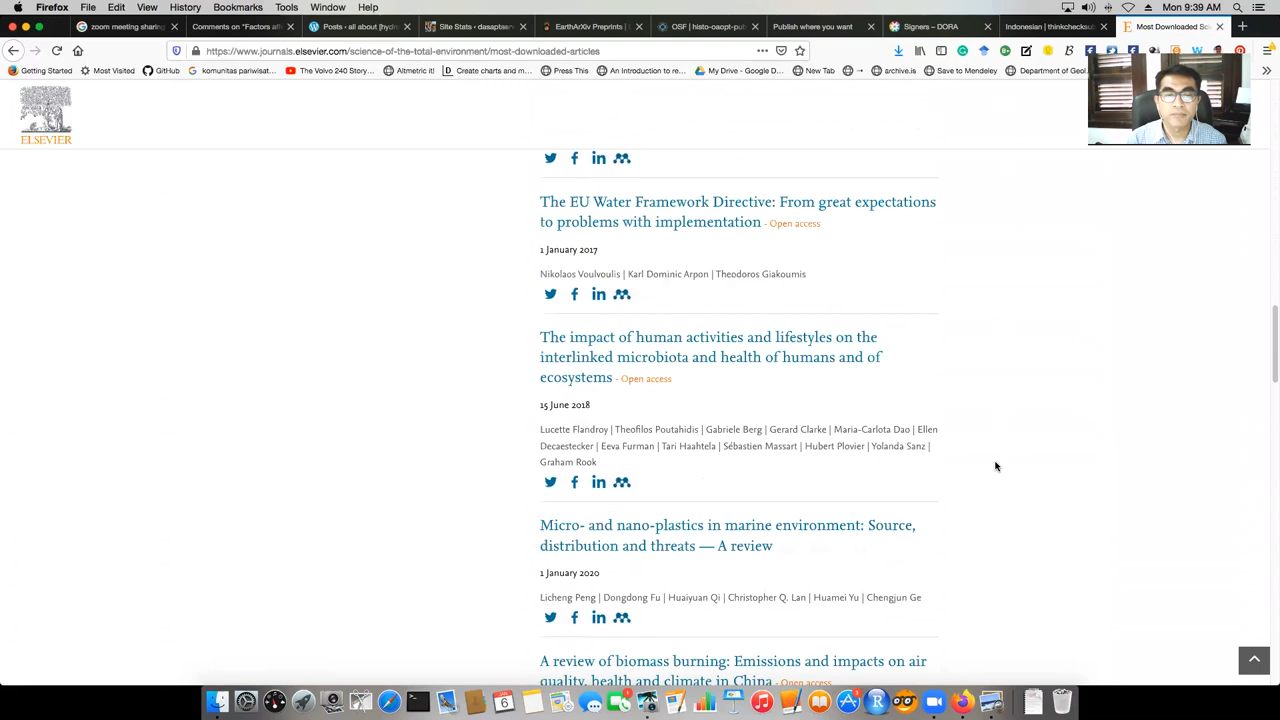 Firefox File Edit View History Bookmarks Tools Window Help
Mon 9:39 AM
zoom meeting sharing
Comments on "Factors aff
Posts ‹ all about [hydr
Site Stats ‹ dasaptaer
EarthArXiv Preprints |
OSF | histo-oaept-pub
Publish where you want
Signers – DORA
Indonesian | thinkchecksu
Most Downloaded Sci
https://www.journals.elsevier.com/science-of-the-total-environment/most-downloaded-articles
Getting Started
Most Visited
GitHub
komunitas pariwisat...
The Volvo 240 Story...
Altmetric it!
Create charts and m...
Press This
An Introduction to re...
My Drive - Google D...
New Tab
archive.is
Save to Mendeley
Department of Geol...
ELSEVIER
The EU Water Framework Directive: From great expectations
to problems with implementation - Open access
1 January 2017
Nikolaos Voulvoulis | Karl Dominic Arpon | Theodoros Giakoumis
The impact of human activities and lifestyles on the
interlinked microbiota and health of humans and of
ecosystems - Open access
15 June 2018
Lucette Flandroy | Theofilos Poutahidis | Gabriele Berg | Gerard Clarke | Maria-Carlota Dao | Ellen
Decaestecker | Eeva Furman | Tari Haahtela | Sébastien Massart | Hubert Plovier | Yolanda Sanz |
Graham Rook
Micro- and nano-plastics in marine environment: Source,
distribution and threats — A review
1 January 2020
Licheng Peng | Dongdong Fu | Huaiyuan Qi | Christopher Q. Lan | Huamei Yu | Chengjun Ge
A review of biomass burning: Emissions and impacts on air
quality, health and climate in China - Open access